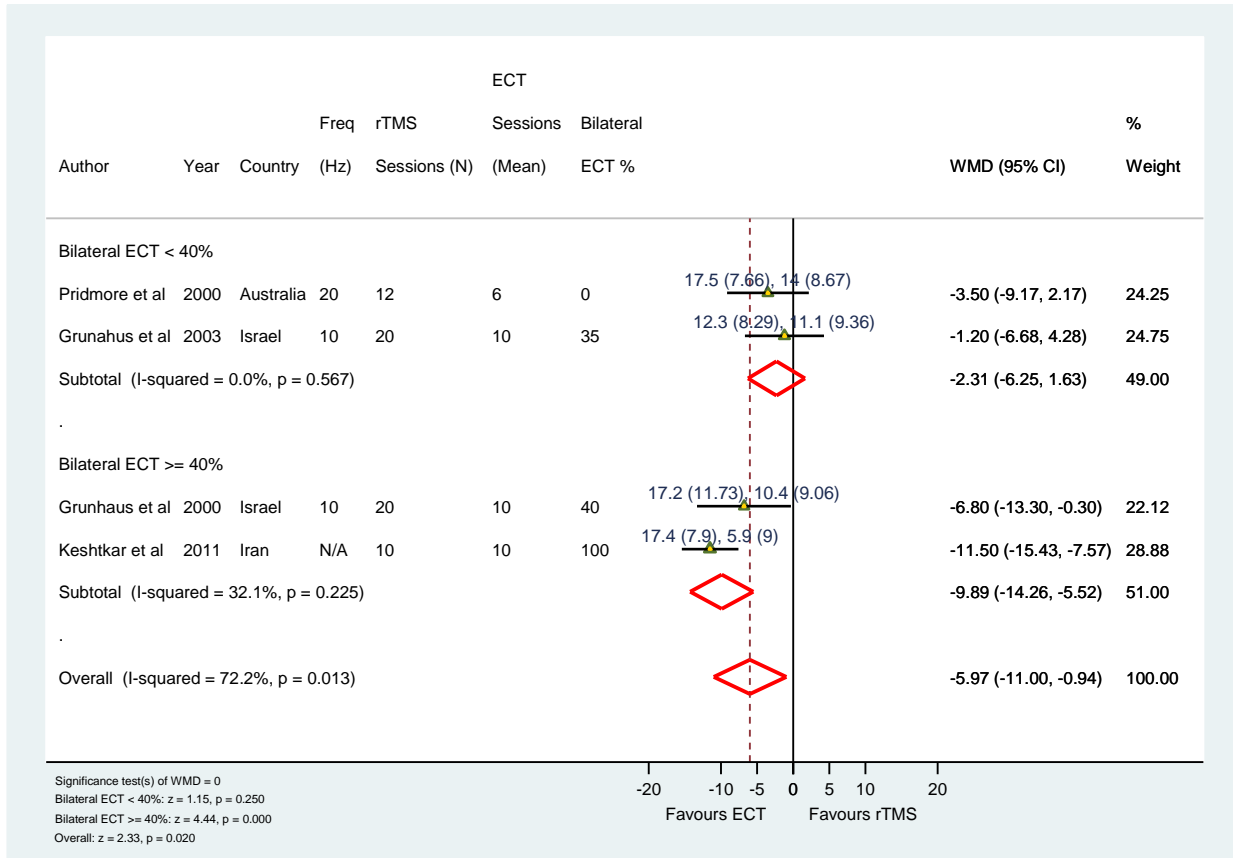 ECT
Freq rTMS Sessions Bilateral %
Author Year Country (Hz) Sessions (N) (Mean) ECT % WMD (95% CI) Weight
Bilateral ECT < 40%
17.5 (7.66), 14 (8.67)
Pridmore et al 2000 Australia 20 12 6 0 -3.50 (-9.17, 2.17) 24.25
12.3 (8.29), 11.1 (9.36)
Grunahus et al 2003 Israel 10 20 10 35 -1.20 (-6.68, 4.28) 24.75
Subtotal (I-squared = 0.0%, p = 0.567) -2.31 (-6.25, 1.63) 49.00
.
Bilateral ECT >= 40%
17.2 (11.73), 10.4 (9.06)
Grunhaus et al 2000 Israel 10 20 10 40 -6.80 (-13.30, -0.30) 22.12
17.4 (7.9), 5.9 (9)
Keshtkar et al 2011 Iran N/A 10 10 100 -11.50 (-15.43, -7.57) 28.88
Subtotal (I-squared = 32.1%, p = 0.225) -9.89 (-14.26, -5.52) 51.00
.
Overall (I-squared = 72.2%, p = 0.013) -5.97 (-11.00, -0.94) 100.00
-20 -10 -5 0 5 10 20
Favours ECT Favours rTMS
Significance test(s) of WMD = 0
Bilateral ECT < 40%: z = 1.15, p = 0.250
Bilateral ECT >= 40%: z = 4.44, p = 0.000
Overall: z = 2.33, p = 0.020